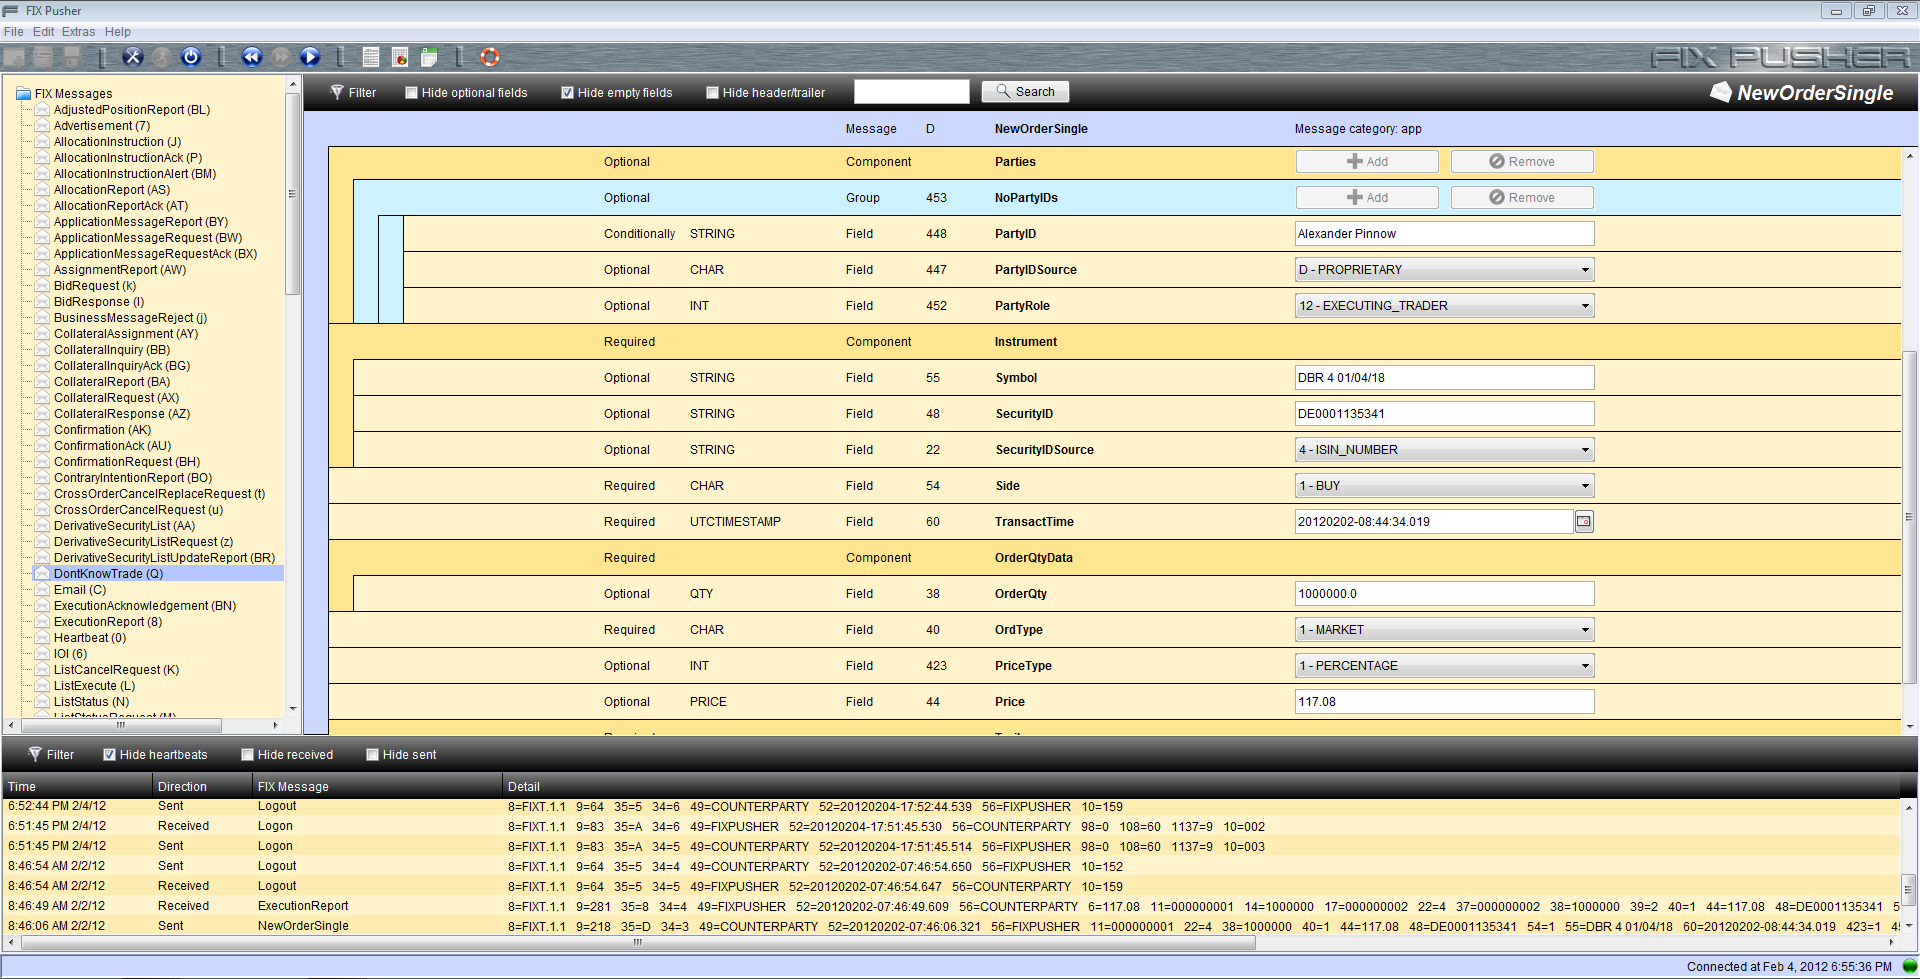 FIX Pusher
File Edit Extras Help
FIX PUSHER
FIX Messages
AdjustedPositionReport (BL)
Advertisement (7)
AllocationInstruction (J)
AllocationInstructionAck (P)
AllocationInstructionAlert (BM)
AllocationReport (AS)
AllocationReportAck (AT)
ApplicationMessageReport (BY)
ApplicationMessageRequest (BW)
ApplicationMessageRequestAck (BX)
AssignmentReport (AW)
BidRequest (k)
BidResponse (l)
BusinessMessageReject (j)
CollateralAssignment (AY)
CollateralInquiry (BB)
CollateralInquiryAck (BG)
CollateralReport (BA)
CollateralRequest (AX)
CollateralResponse (AZ)
Confirmation (AK)
ConfirmationAck (AU)
ConfirmationRequest (BH)
ContraryIntentionReport (BO)
CrossOrderCancelReplaceRequest (t)
CrossOrderCancelRequest (u)
DerivativeSecurityList (AA)
DerivativeSecurityListRequest (z)
DerivativeSecurityListUpdateReport (BR)
DontKnowTrade (Q)
Email (C)
ExecutionAcknowledgement (BN)
ExecutionReport (8)
Heartbeat (0)
IOI (6)
ListCancelRequest (K)
ListExecute (L)
ListStatus (N)
ListStatusRequest (M)
Filter Hide optional fields Hide empty fields Hide header/trailer Search NewOrderSingle
Message D NewOrderSingle Message category: app
Optional Component Parties Add Remove
Optional Group 453 NoPartyIDs Add Remove
Conditionally STRING Field 448 PartyID Alexander Pinnow
Optional CHAR Field 447 PartyIDSource D - PROPRIETARY
Optional INT Field 452 PartyRole 12 - EXECUTING_TRADER
Required Component Instrument
Optional STRING Field 55 Symbol DBR 4 01/04/18
Optional STRING Field 48 SecurityID DE0001135341
Optional STRING Field 22 SecurityIDSource 4 - ISIN_NUMBER
Required CHAR Field 54 Side 1 - BUY
Required UTCTIMESTAMP Field 60 TransactTime 20120202-08:44:34.019
Required Component OrderQtyData
Optional QTY Field 38 OrderQty 1000000.0
Required CHAR Field 40 OrdType 1 - MARKET
Optional INT Field 423 PriceType 1 - PERCENTAGE
Optional PRICE Field 44 Price 117.08
Filter Hide heartbeats Hide received Hide sent
Time Direction FIX Message Detail
6:52:44 PM 2/4/12 Sent Logout 8=FIXT.1.1 9=64 35=5 34=6 49=COUNTERPARTY 52=20120204-17:52:44.539 56=FIXPUSHER 10=159
6:51:45 PM 2/4/12 Received Logon 8=FIXT.1.1 9=83 35=A 34=6 49=FIXPUSHER 52=20120204-17:51:45.530 56=COUNTERPARTY 98=0 108=60 1137=9 10=002
6:51:45 PM 2/4/12 Sent Logon 8=FIXT.1.1 9=83 35=A 34=5 49=COUNTERPARTY 52=20120204-17:51:45.514 56=FIXPUSHER 98=0 108=60 1137=9 10=003
8:46:54 AM 2/2/12 Sent Logout 8=FIXT.1.1 9=64 35=5 34=4 49=COUNTERPARTY 52=20120202-07:46:54.650 56=FIXPUSHER 10=152
8:46:54 AM 2/2/12 Received Logout 8=FIXT.1.1 9=64 35=5 34=5 49=FIXPUSHER 52=20120202-07:46:54.647 56=COUNTERPARTY 10=159
8:46:49 AM 2/2/12 Received ExecutionReport 8=FIXT.1.1 9=281 35=8 34=4 49=FIXPUSHER 52=20120202-07:46:49.609 56=COUNTERPARTY 6=117.08 11=000000001 14=1000000 17=000000002 22=4 37=000000002 38=1000000 39=2 40=1 44=117.08 48=DE0001135341 5
8:46:06 AM 2/2/12 Sent NewOrderSingle 8=FIXT.1.1 9=218 35=D 34=3 49=COUNTERPARTY 52=20120202-07:46:06.321 56=FIXPUSHER 11=000000001 22=4 38=1000000 40=1 44=117.08 48=DE0001135341 54=1 55=DBR 4 01/04/18 60=20120202-08:44:34.019 423=1 45
Connected at Feb 4, 2012 6:55:36 PM